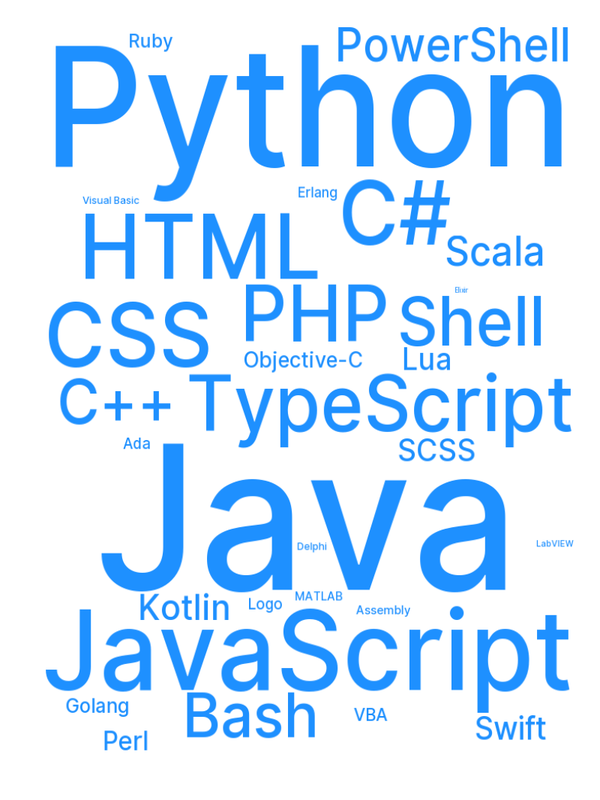 Ruby
PowerShell
Python
Visual Basic
Erlang
C#
HTML
Scala
Elixir
PHP
CSS
Shell
Objective-C
Lua
C++
TypeScript
Ada
SCSS
Java
Delphi
LabVIEW
Kotlin
Logo
MATLAB
Assembly
JavaScript
Golang
Bash
VBA
Swift
Perl